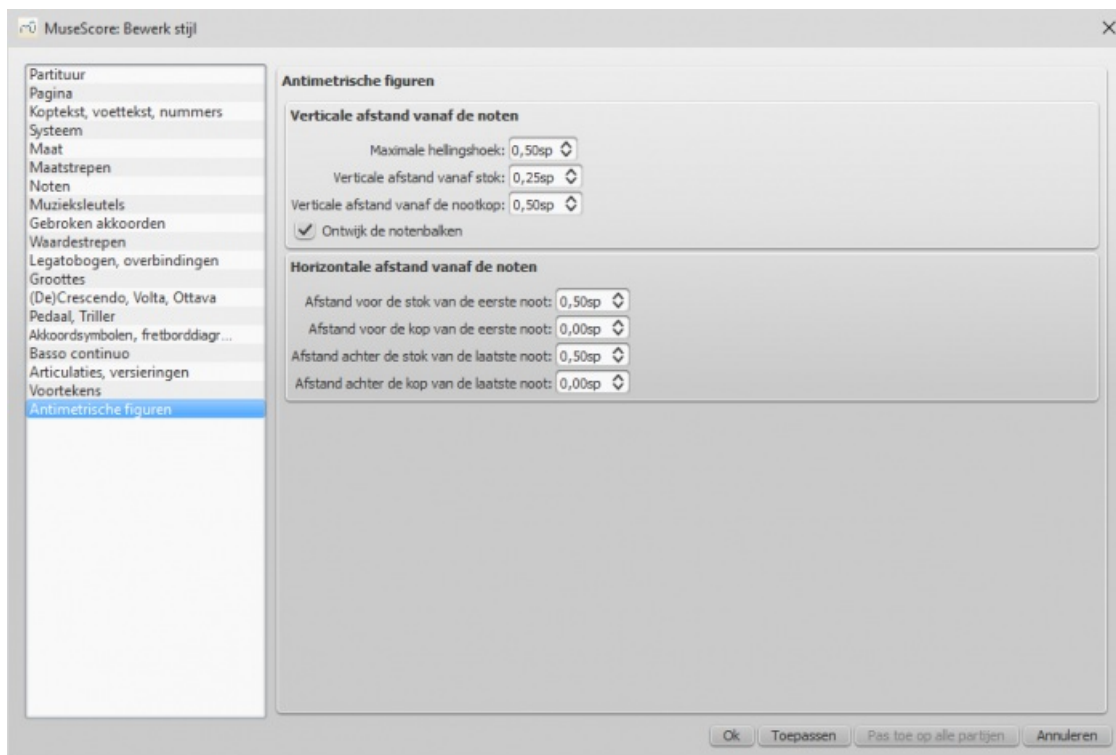 MuseScore: Bewerk stijl
Partituur
Pagina
Koptekst, voettekst, nummers
Systeem
Maat
Maatstrepen
Noten
Muzieksleutels
Gebroken akkoorden
Waardestrepen
Legatobogen, overbindingen
Groottes
(De)Crescendo, Volta, Ottava
Pedaal, Triller
Akkoordsymbolen, fretborddiagr...
Basso continuo
Articulaties, versieringen
Voortekens
Antimetrische figuren
Antimetrische figuren
Verticale afstand vanaf de noten
Maximale hellingshoek: 0,50sp
Verticale afstand vanaf stok: 0,25sp
Verticale afstand vanaf de nootkop: 0,50sp
Ontwijk de notenbalken
Horizontale afstand vanaf de noten
Afstand voor de stok van de eerste noot: 0,50sp
Afstand voor de kop van de eerste noot: 0,00sp
Afstand achter de stok van de laatste noot: 0,50sp
Afstand achter de kop van de laatste noot: 0,00sp
Ok Toepassen Pas toe op alle partijen Annuleren